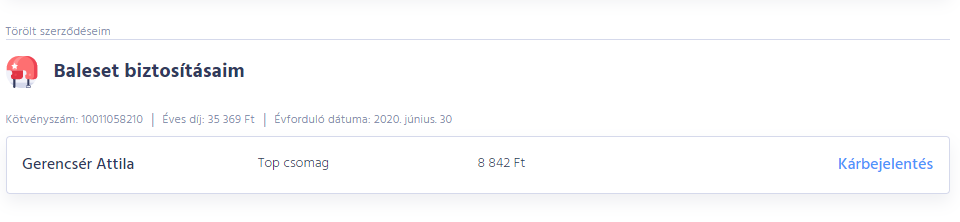 Törölt szerződéseim
Baleset biztosításaim
Kötvényszám: 10011058210 | Éves díj: 35 369 Ft | Évforduló dátuma: 2020. június. 30
Gerencsér Attila Top csomag 8 842 Ft Kárbejelentés